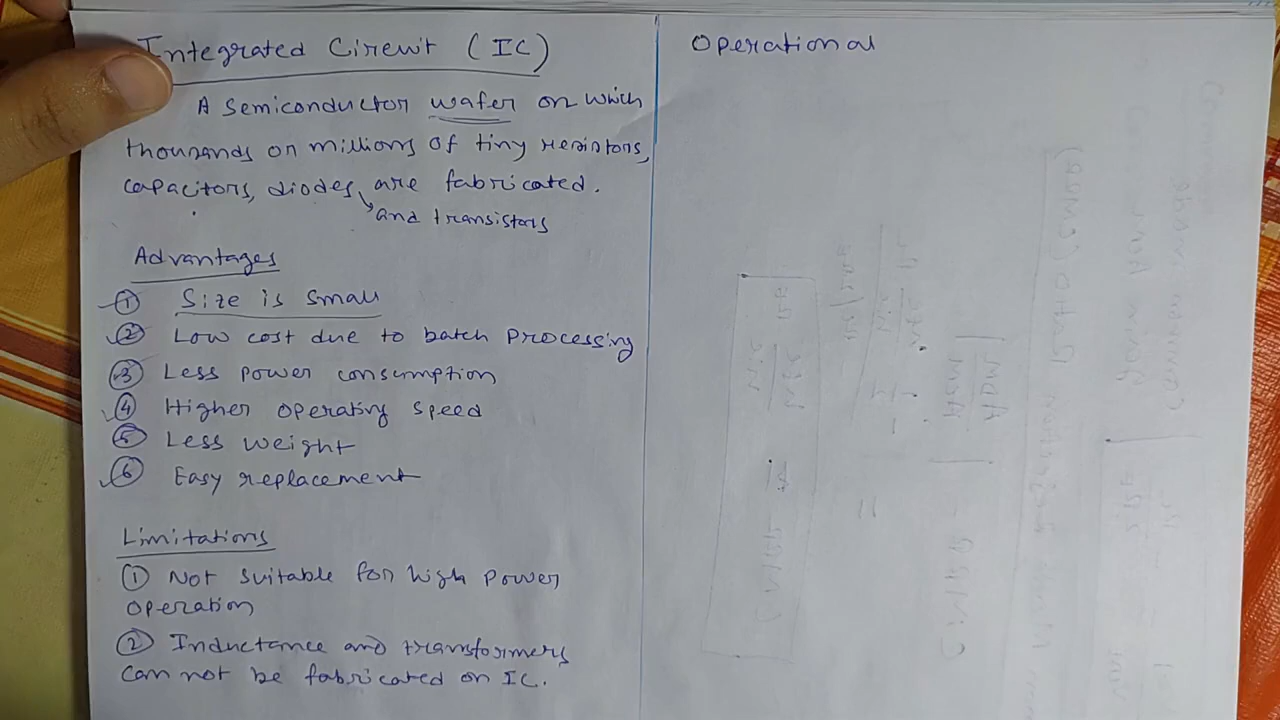 Integrated Circuit (IC)
A semiconductor wafer on which
thousands or millions of tiny resistors,
capacitors, diodes, are fabricated.
and transistors
Advantages
① Size is small
② Low cost due to batch processing
③ Less power consumption
④ Higher operating speed
⑤ Less weight
⑥ Easy replacement
Limitations
① Not suitable for high power
operation
② Inductance and transformers
can not be fabricated on IC.
Operational